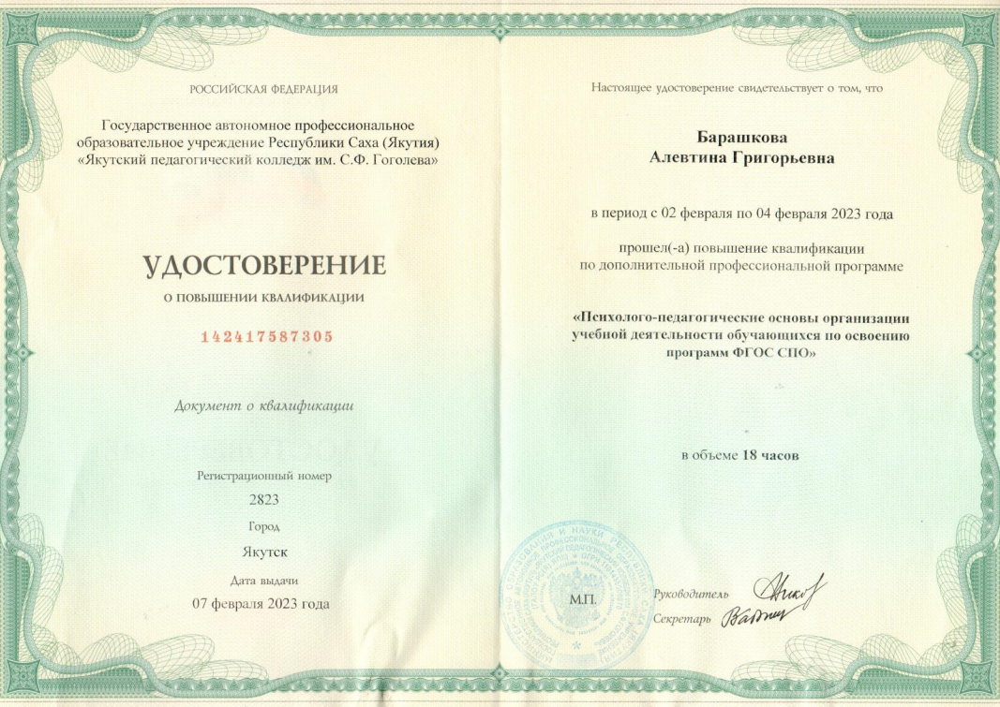 РОССИЙСКАЯ ФЕДЕРАЦИЯ
Государственное автономное профессиональное
образовательное учреждение Республики Саха (Якутия)
«Якутский педагогический колледж им. С.Ф. Гоголева»
УДОСТОВЕРЕНИЕ
О ПОВЫШЕНИИ КВАЛИФИКАЦИИ
142417587305
Документ о квалификации
Регистрационный номер
2823
Город
Якутск
Дата выдачи
07 февраля 2023 года
Настоящее удостоверение свидетельствует о том, что
Барашкова
Алевтина Григорьевна
в период с 02 февраля по 04 февраля 2023 года
прошел(-а) повышение квалификации
по дополнительной профессиональной программе
«Психолого-педагогические основы организации
учебной деятельности обучающихся по освоению
программ ФГОС СПО»
в объеме 18 часов
М.П.
Руководитель
Секретарь